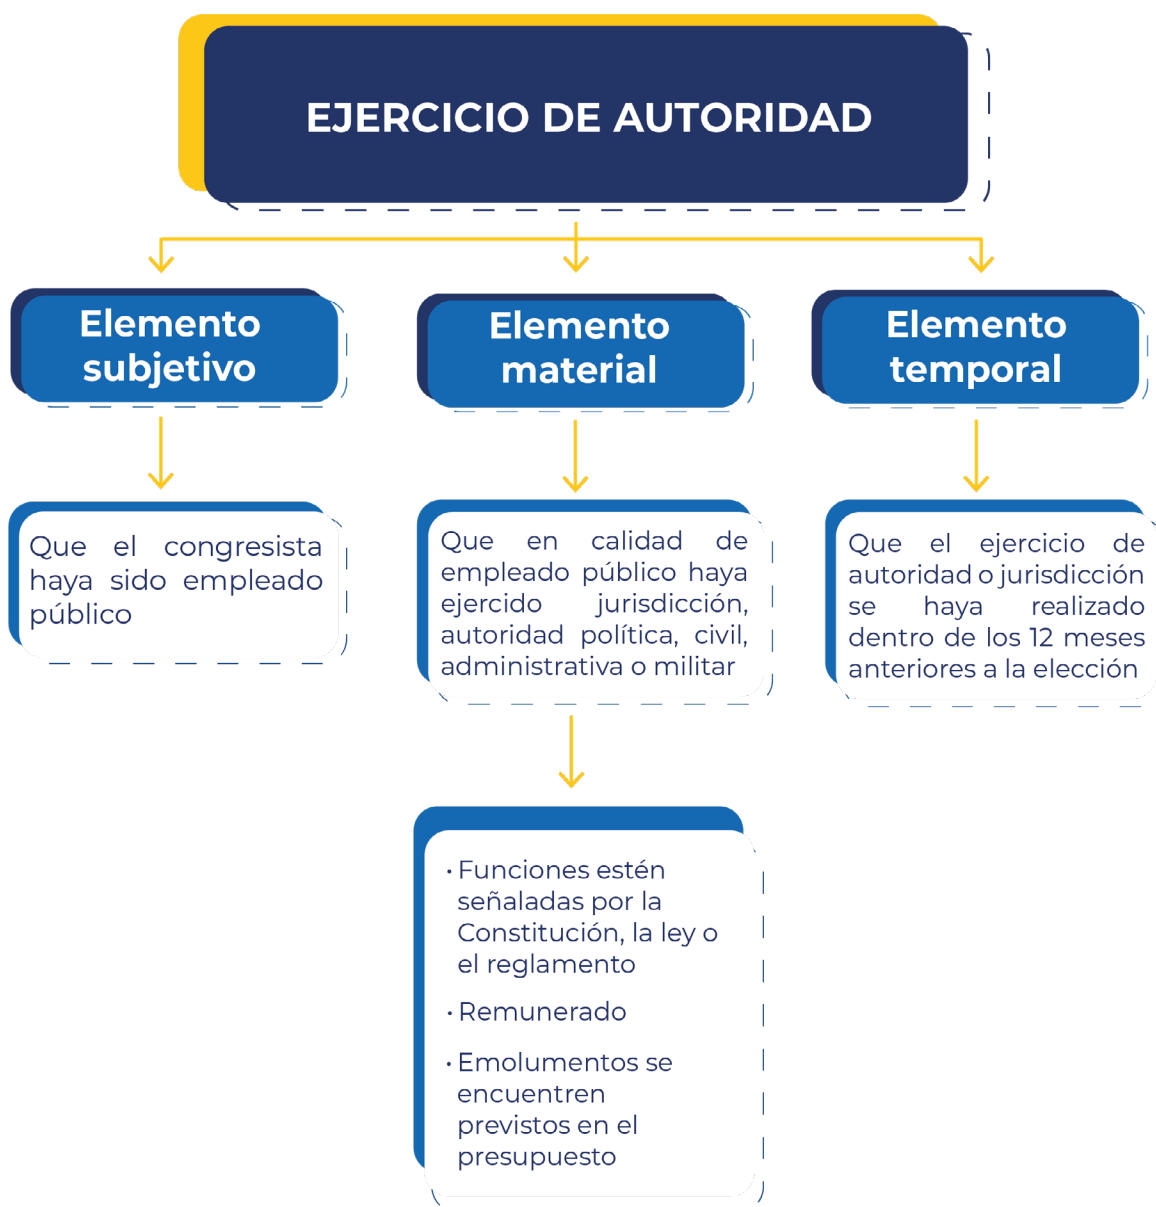 EJERCICIO DE AUTORIDAD
Elemento
subjetivo
Elemento
material
Elemento
temporal
Que el congresista
haya sido empleado
público
Que en calidad de
empleado público haya
ejercido jurisdicción,
autoridad política, civil,
administrativa o militar
Que el ejercicio de
autoridad o jurisdicción
se haya realizado
dentro de los 12 meses
anteriores a la elección
· Funciones estén
señaladas por la
Constitución, la ley o
el reglamento
· Remunerado
· Emolumentos se
encuentren
previstos en el
presupuesto